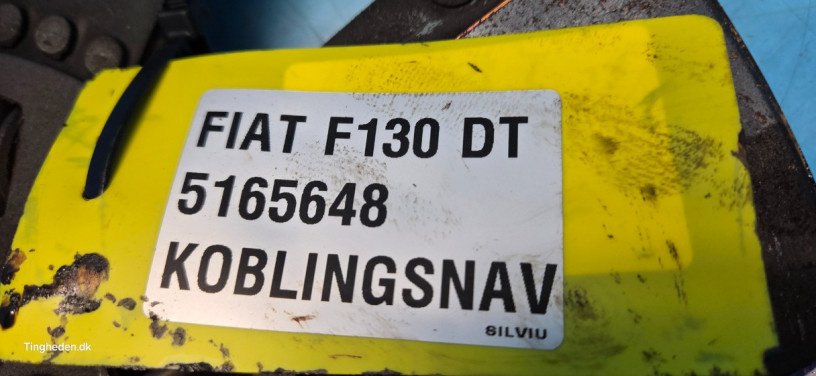 FIAT F130 DT
5165648
KOBLINGSNAV
SILVIU
Tingheden.dk